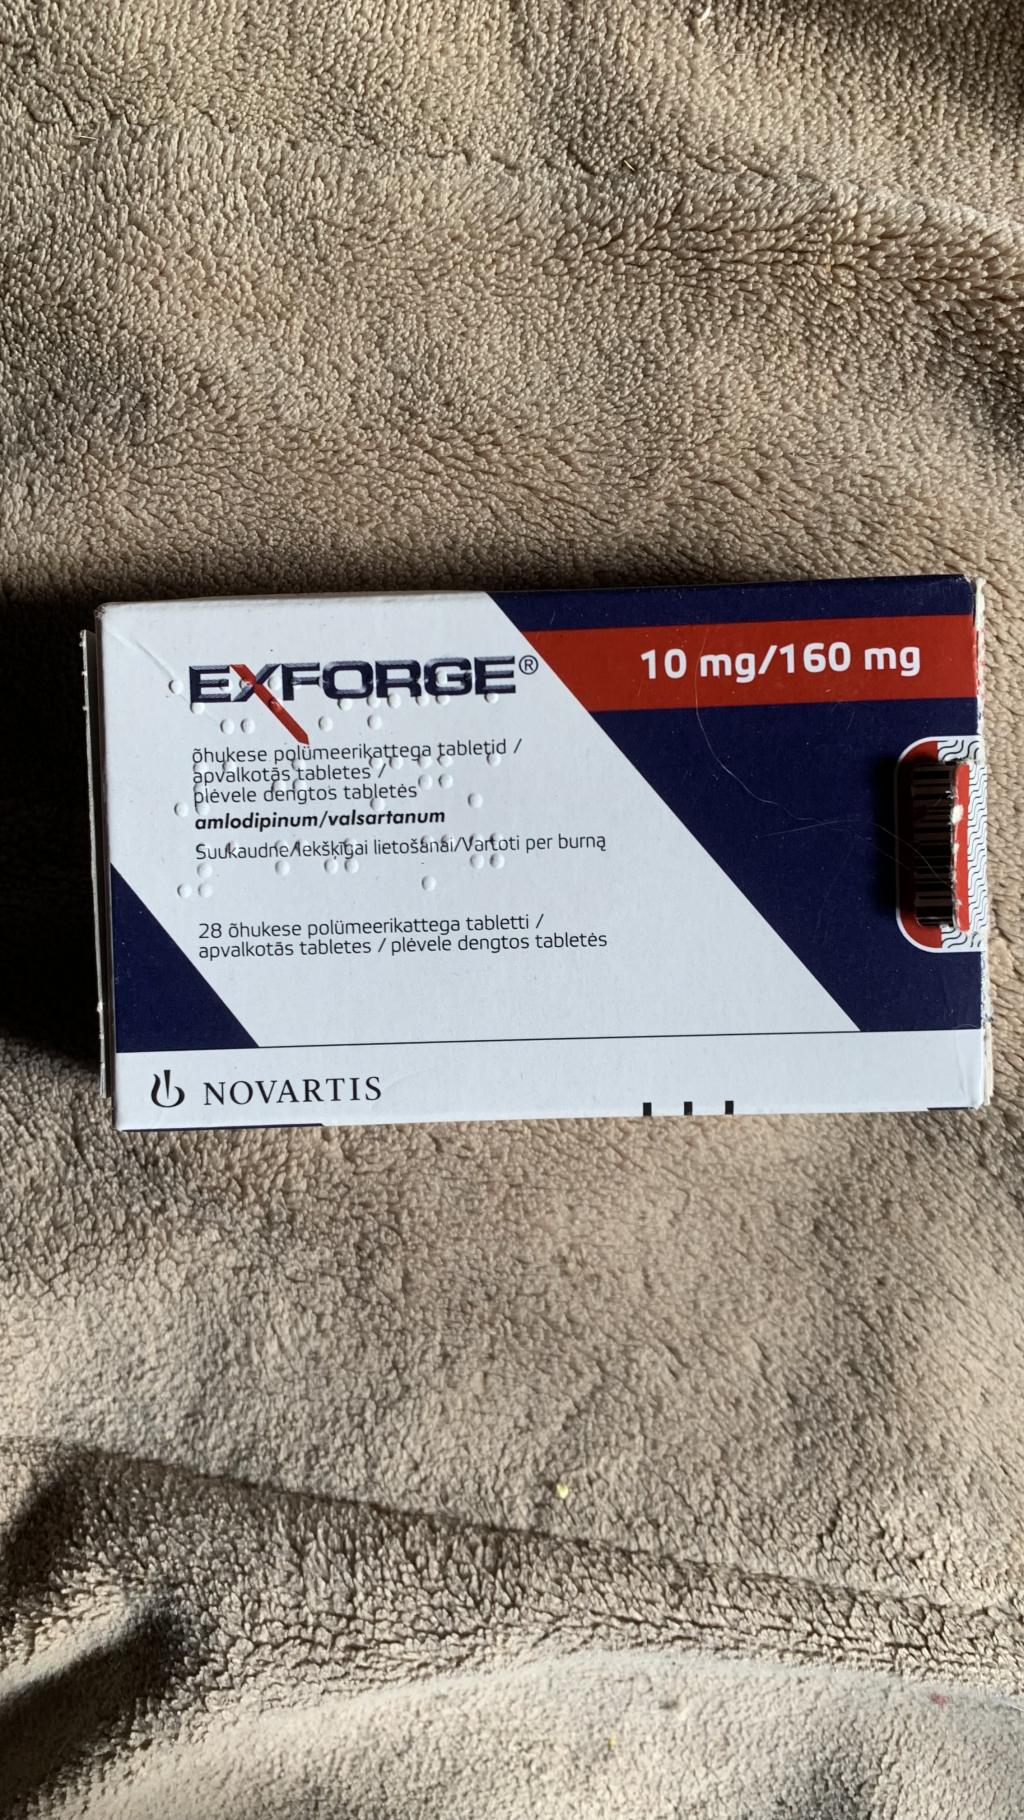 EXFORGE®
10 mg/160 mg
õhukese polümeerikattega tabletid /
apvalkotās tabletes /
plėvele dengtos tabletės
amlodipinum/valsartanum
Suukaudne/Iekšķīgai lietošanai/Vartoti per burną
28 õhukese polümeerikattega tabletti /
apvalkotās tabletes / plėvele dengtos tabletės
NOVARTIS